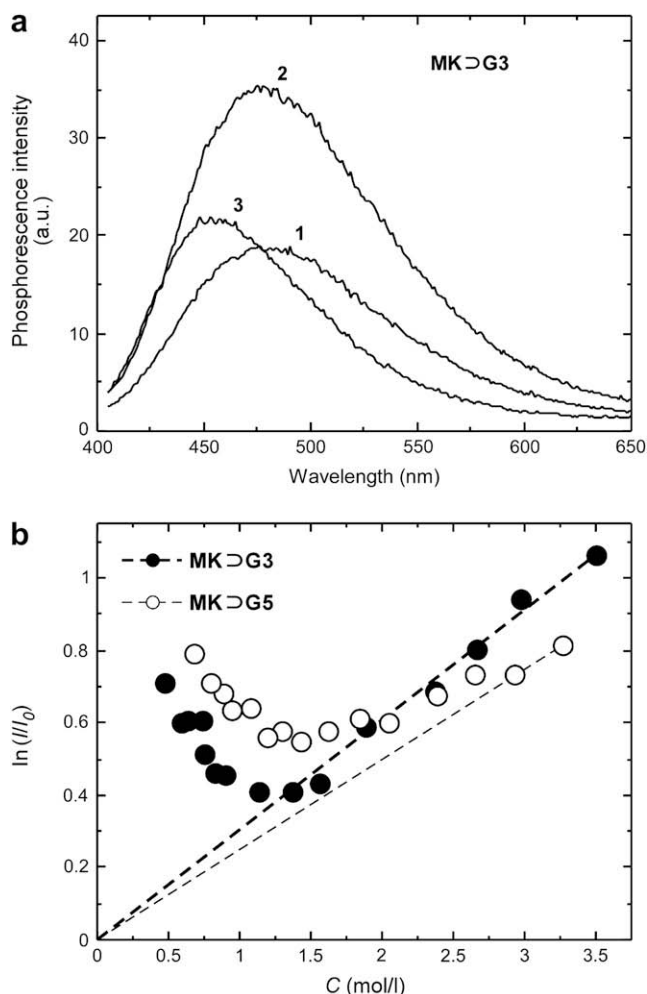 a
40
30
20
10
0
Phosphorescence intensity
(a.u.)
MK⊃G3
2
3
1
400 450 500 550 600 650
Wavelength (nm)
b
1
0.8
0.6
0.4
0.2
0
ln (I/I0)
MK⊃G3
MK⊃G5
0 0.5 1 1.5 2 2.5 3 3.5
C (mol/l)